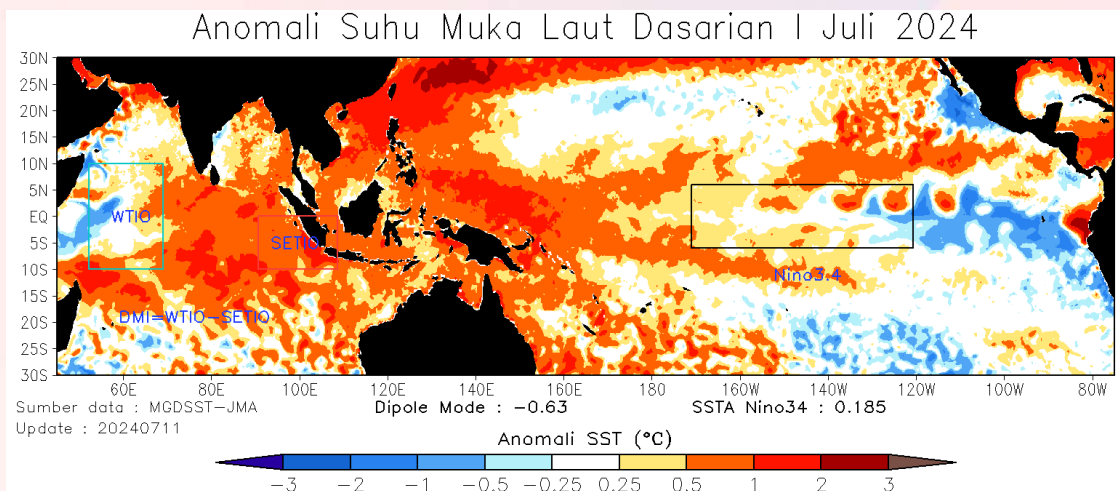 Anomali Suhu Muka Laut Dasarian I Juli 2024
30N
25N
20N
15N
10N
5N
EQ
5S
10S
15S
20S
25S
30S
WTIO
SETIO
Nino3.4
DMI=WTIO-SETIO
60E 80E 100E 120E 140E 160E 180 160W 140W 120W 100W 80W
Sumber data : MGDSST-JMA Dipole Mode : -0.63 SSTA Nino34 : 0.185
Update : 20240711
Anomali SST (°C)
-3 -2 -1 -0.5 -0.25 0.25 0.5 1 2 3